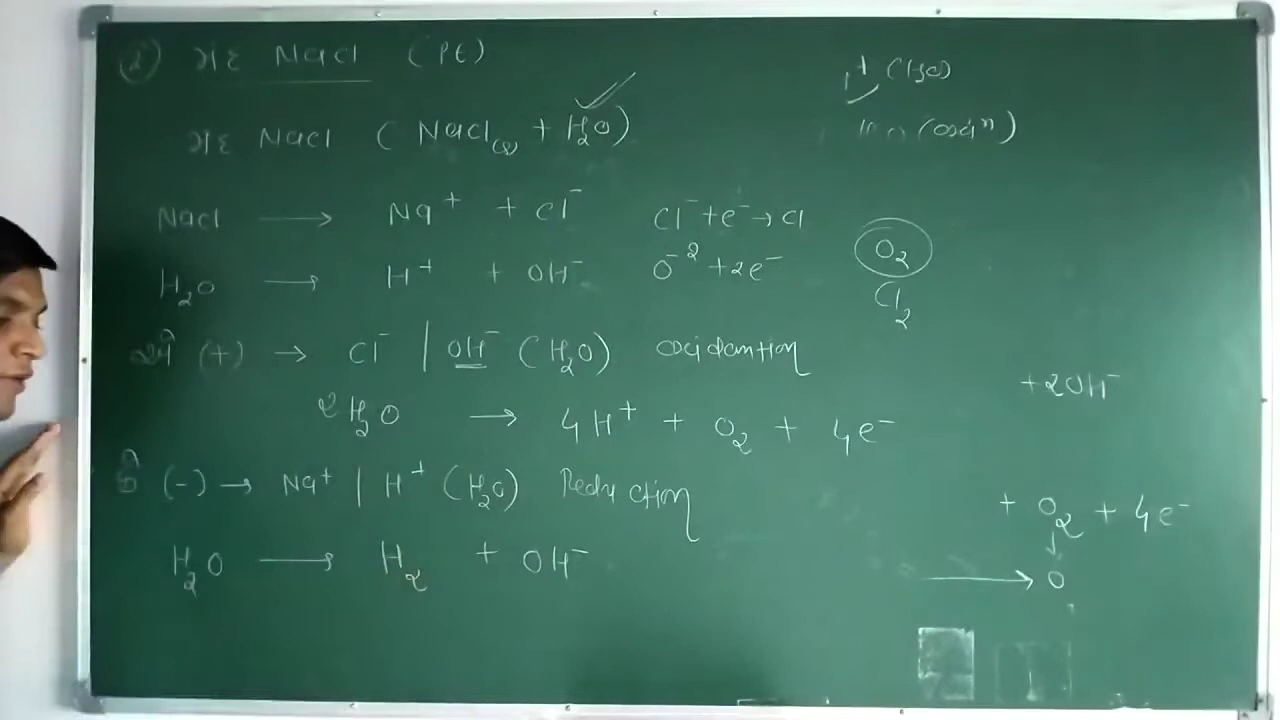 ② મંદ NaCl (Pt)
મંદ NaCl ( NaCl(s) + H₂O )
NaCl ⟶ Na⁺ + Cl⁻ Cl⁻ + e⁻ → Cl
H₂O ⟶ H⁺ + OH⁻ O⁻² + 2e⁻
O₂
Cl₂
(+) → Cl⁻ | OH⁻ (H₂O) oxidamtion
2H₂O ⟶ 4H⁺ + O₂ + 4e⁻
(-) → Na⁺ | H⁺ (H₂O) Reduction
H₂O ⟶ H₂ + OH⁻
+2OH⁻
+ O₂ + 4e⁻
↓
⟶ O